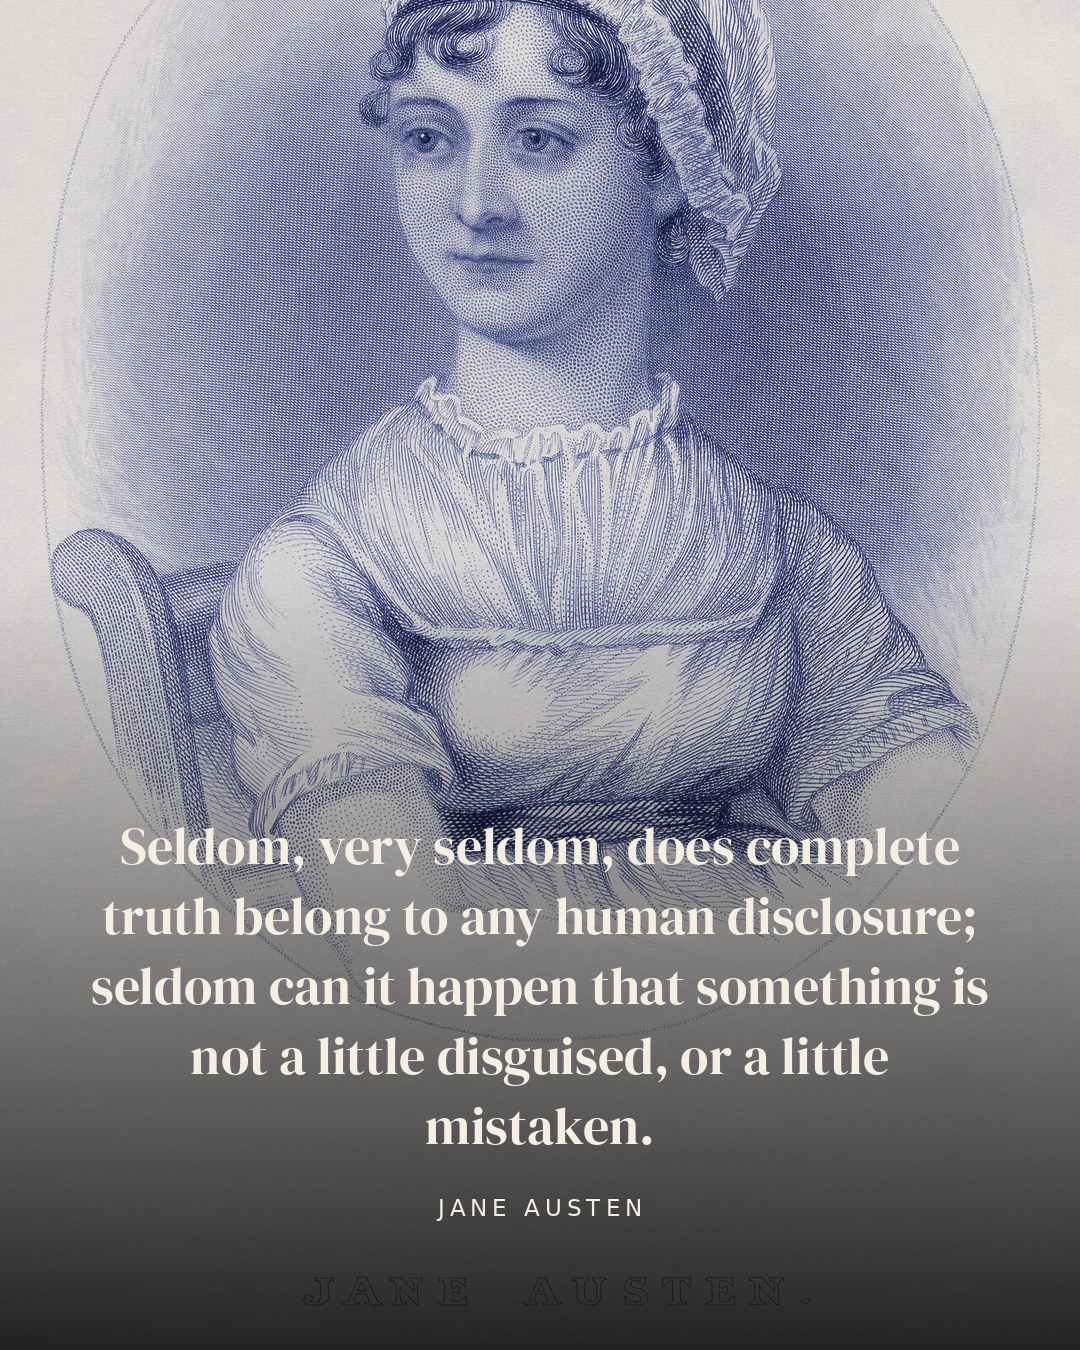 Seldom, very seldom, does complete
truth belong to any human disclosure;
seldom can it happen that something is
not a little disguised, or a little
mistaken.
JANE AUSTEN
JANE AUSTEN.